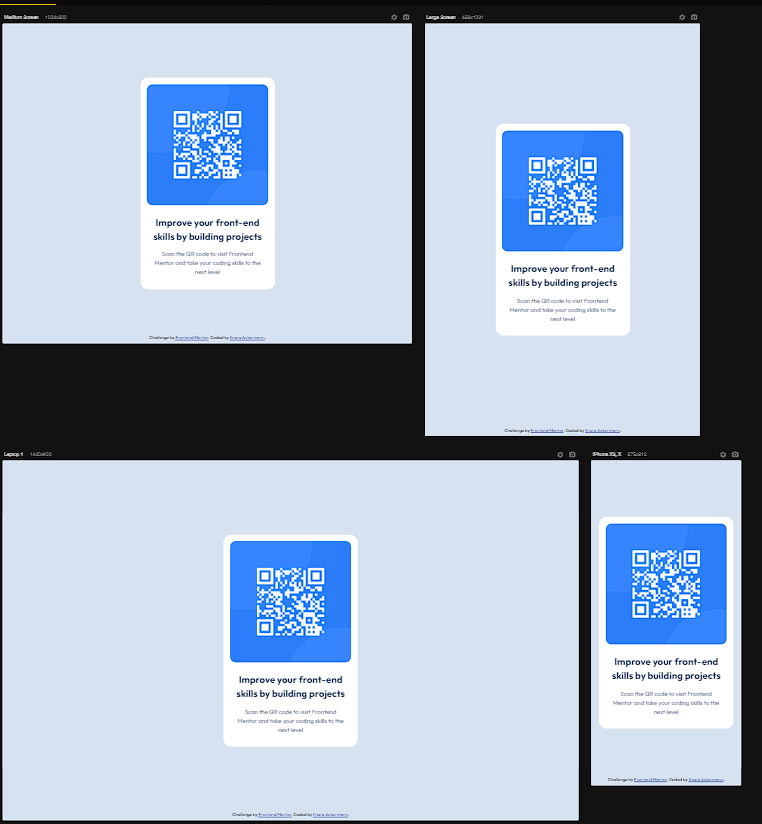 Medium Screen 1024x800
Improve your front-end
skills by building projects
Scan the QR code to visit Frontend
Mentor and take your coding skills to the
next level
Challenge by Frontend Mentor. Coded by
Large Screen
Improve your front-end
skills by building projects
Scan the QR code to visit Frontend
Mentor and take your coding skills to the
next level
Challenge by Frontend Mentor. Coded by
Laptop 1 1440x900
Improve your front-end
skills by building projects
Scan the QR code to visit Frontend
Mentor and take your coding skills to the
next level
Challenge by Frontend Mentor. Coded by
iPhone XS, X 375x812
Improve your front-end
skills by building projects
Scan the QR code to visit Frontend
Mentor and take your coding skills to the
next level
Challenge by Frontend Mentor. Coded by